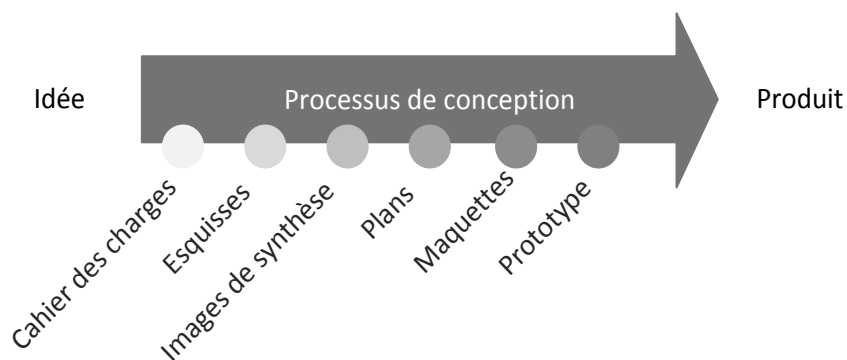 Idée
Processus de conception
Produit
Cahier des charges
Esquisses
Images de synthèse
Plans
Maquettes
Prototype